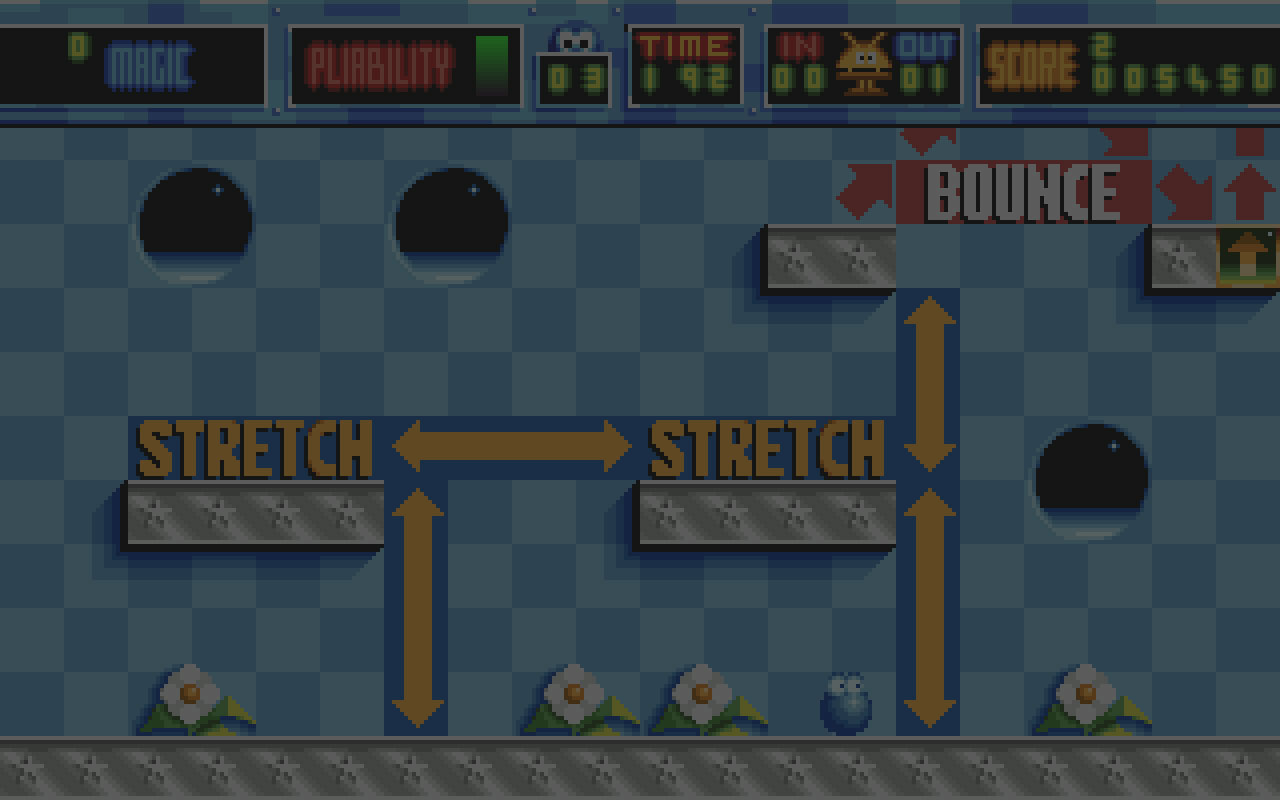 0 MAGIC PLIABILITY 03 TIME 192 IN 00 OUT 01 SCORE 2 005450
BOUNCE
STRETCH STRETCH